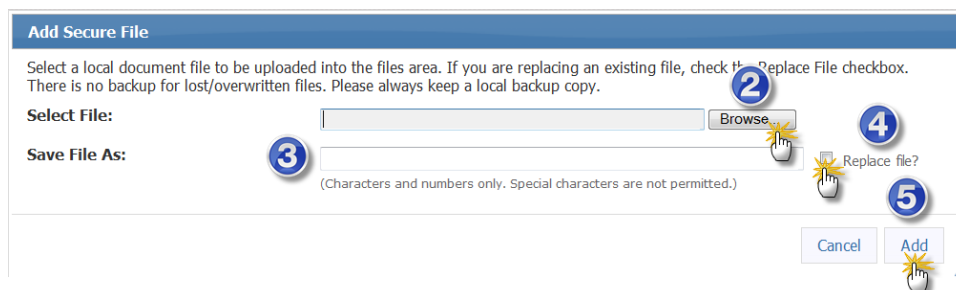 Add Secure File
Select a local document file to be uploaded into the files area. If you are replacing an existing file, check the Replace File checkbox.
There is no backup for lost/overwritten files. Please always keep a local backup copy.
2
Select File:
Browse...
4
Save File As:
3
Replace file?
(Characters and numbers only. Special characters are not permitted.)
5
Cancel
Add